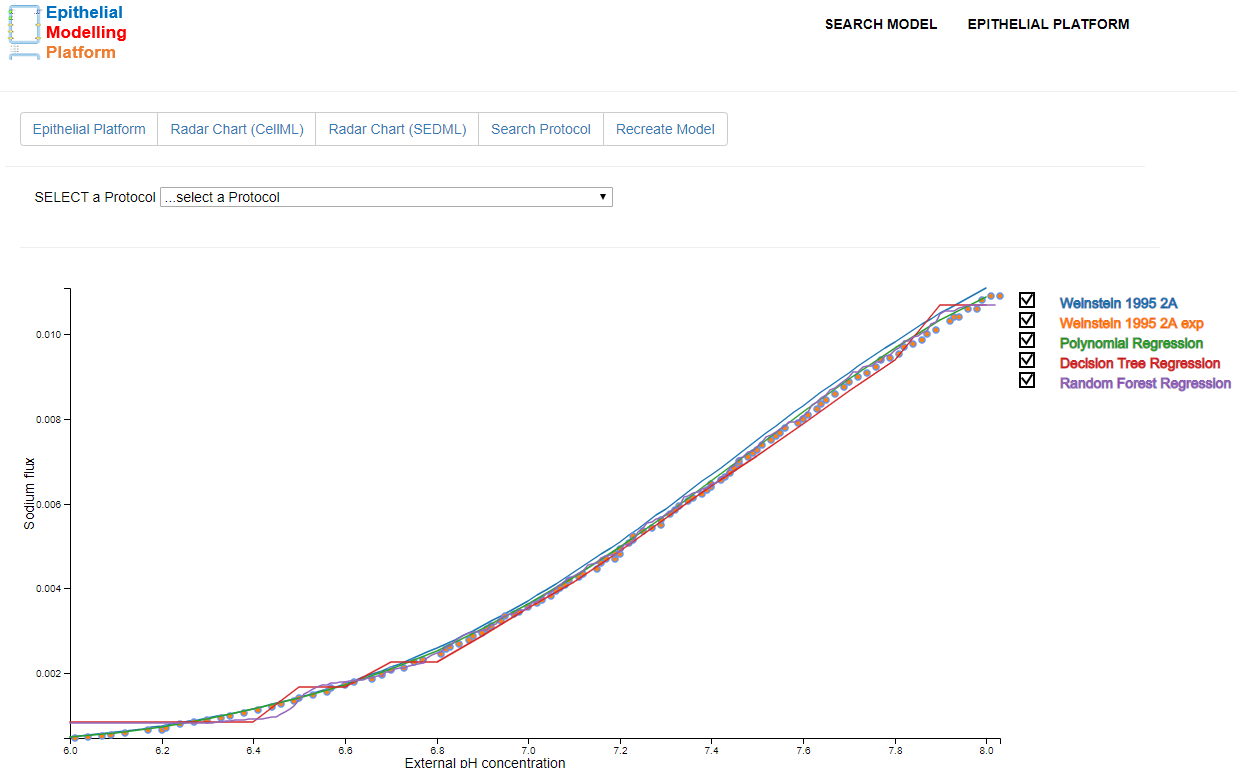 Epithelial
Modelling
Platform
SEARCH MODEL EPITHELIAL PLATFORM
Epithelial Platform Radar Chart (CellML) Radar Chart (SEDML) Search Protocol Recreate Model
SELECT a Protocol ...select a Protocol
Weinstein 1995 2A
Weinstein 1995 2A exp
Polynomial Regression
Decision Tree Regression
Random Forest Regression
Sodium flux
0.010
0.008
0.006
0.004
0.002
6.0 6.2 6.4 6.6 6.8 7.0 7.2 7.4 7.6 7.8 8.0
External pH concentration